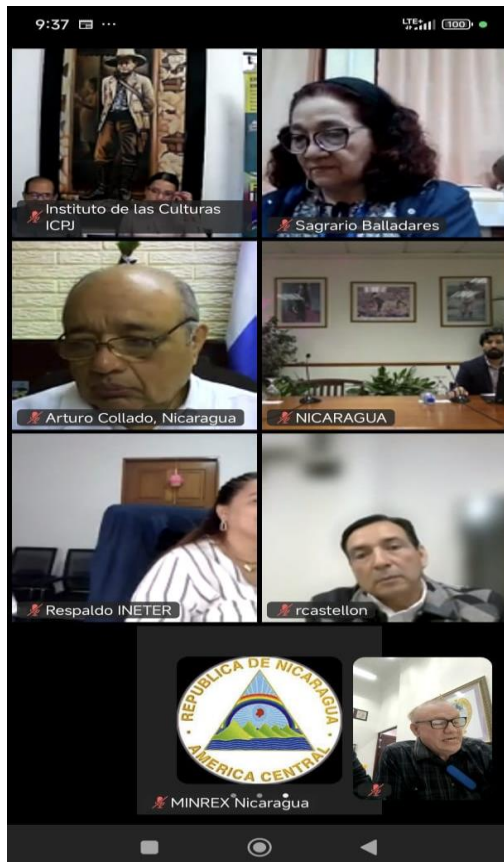 9:37
LTE+
100
Instituto de las Culturas
ICPJ
Sagrario Balladares
Arturo Collado, Nicaragua
NICARAGUA
Respaldo INETER
rcastellon
REPUBLICA DE NICARAGUA
AMERICA CENTRAL
MINREX Nicaragua